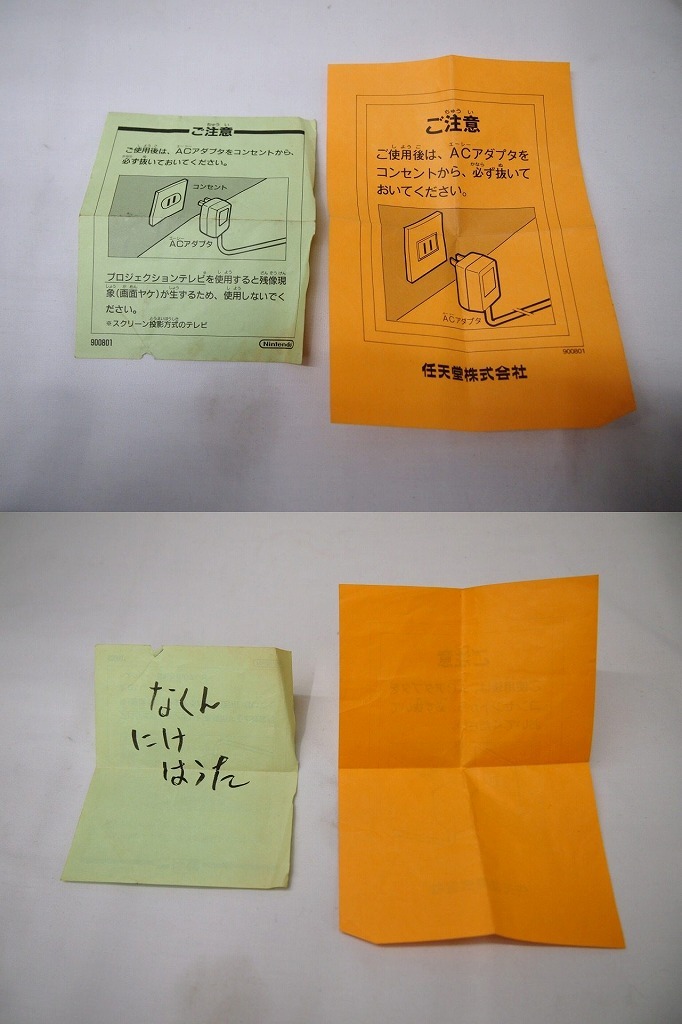 ご注意
ご使用後は、ACアダプタをコンセントから、
必ず抜いておいてください。
コンセント
ACアダプタ
プロジェクションテレビを使用すると残像現
象(画面ヤケ)が生ずるため、使用しないでく
ださい。
※スクリーン投影方式のテレビ
900801
Nintendo
ご注意
ご使用後は、ACアダプタを
コンセントから、必ず抜いて
おいてください。
ACアダプタ
900801
任天堂株式会社
なくん
にけ
はうた